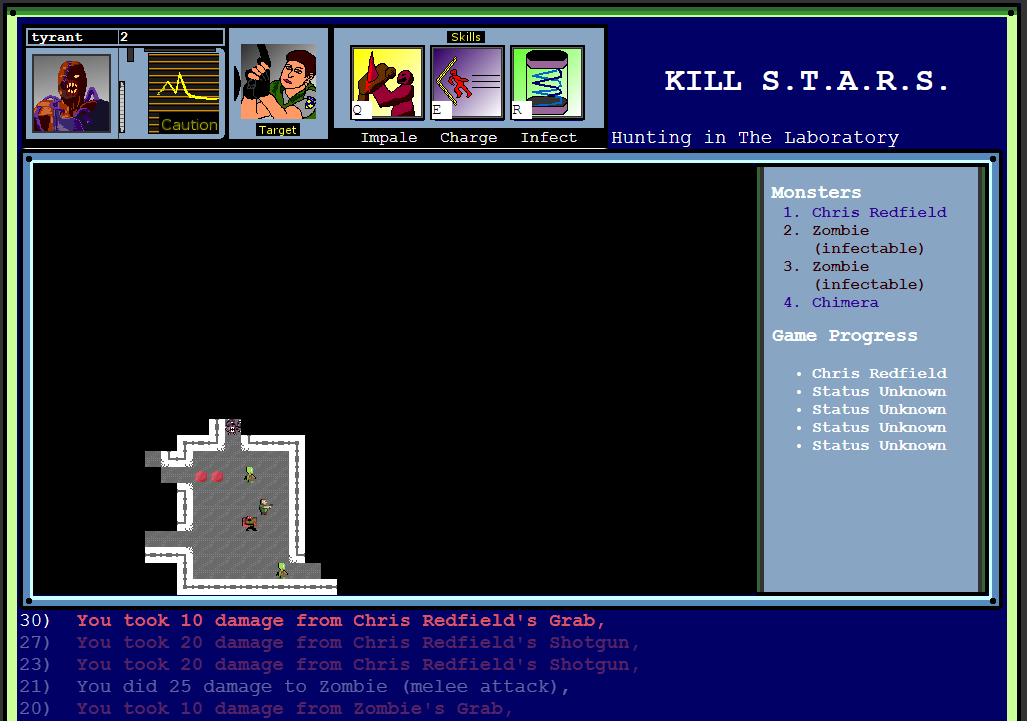 tyrant 2
Caution
Target
Skills
Q E R
Impale Charge Infect
KILL S.T.A.R.S.
Hunting in The Laboratory
Monsters
1. Chris Redfield
2. Zombie
(infectable)
3. Zombie
(infectable)
4. Chimera
Game Progress
• Chris Redfield
• Status Unknown
• Status Unknown
• Status Unknown
• Status Unknown
30) You took 10 damage from Chris Redfield's Grab,
27) You took 20 damage from Chris Redfield's Shotgun,
23) You took 20 damage from Chris Redfield's Shotgun,
21) You did 25 damage to Zombie (melee attack),
20) You took 10 damage from Zombie's Grab,